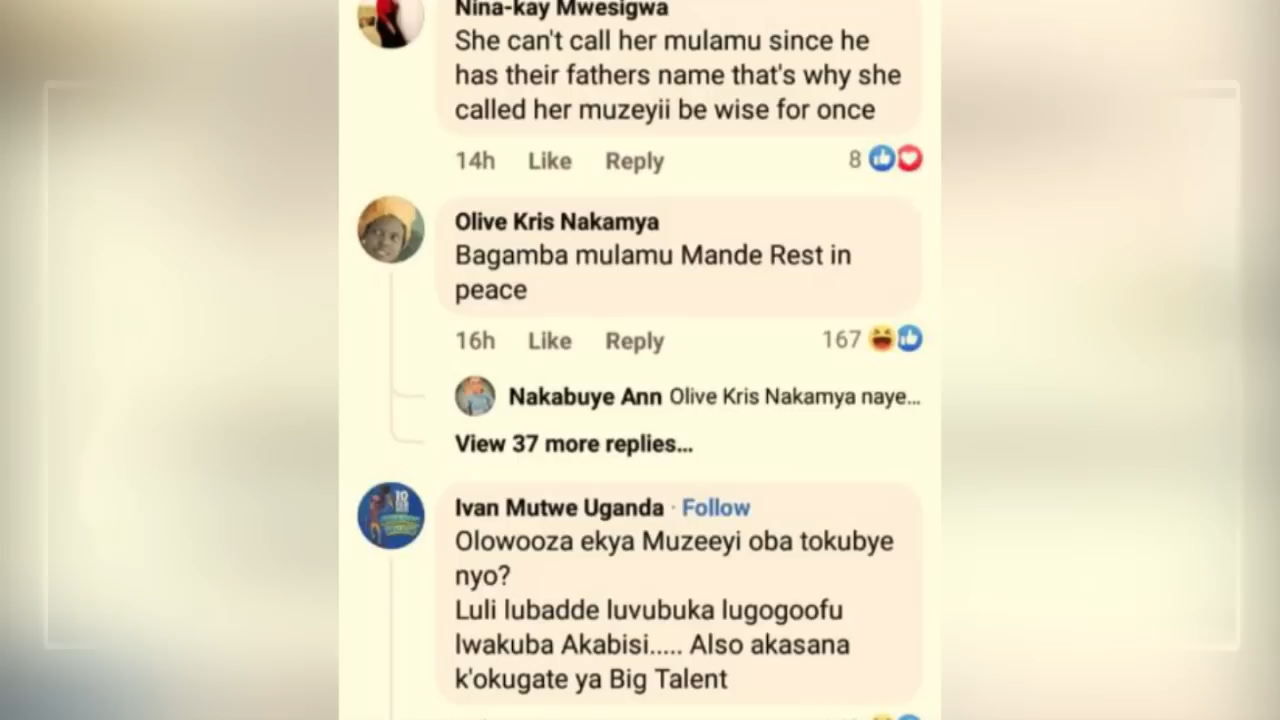 Nina-kay Mwesigwa
She can't call her mulamu since he
has their fathers name that's why she
called her muzeyii be wise for once
14h Like Reply 8
Olive Kris Nakamya
Bagamba mulamu Mande Rest in
peace
16h Like Reply 167
Nakabuye Ann Olive Kris Nakamya naye...
View 37 more replies...
Ivan Mutwe Uganda · Follow
Olowooza ekya Muzeeyi oba tokubye
nyo?
Luli lubadde luvubuka lugogoofu
lwakuba Akabisi..... Also akasana
k'okugate ya Big Talent